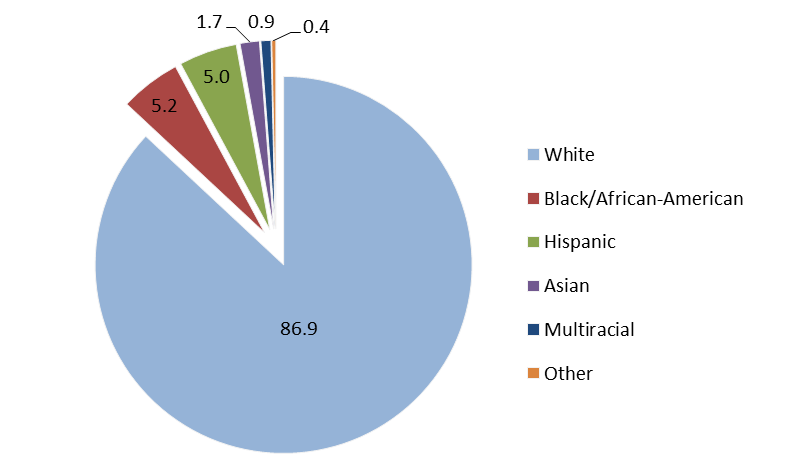 1.7 0.9 0.4
5.0
5.2
86.9
White
Black/African-American
Hispanic
Asian
Multiracial
Other